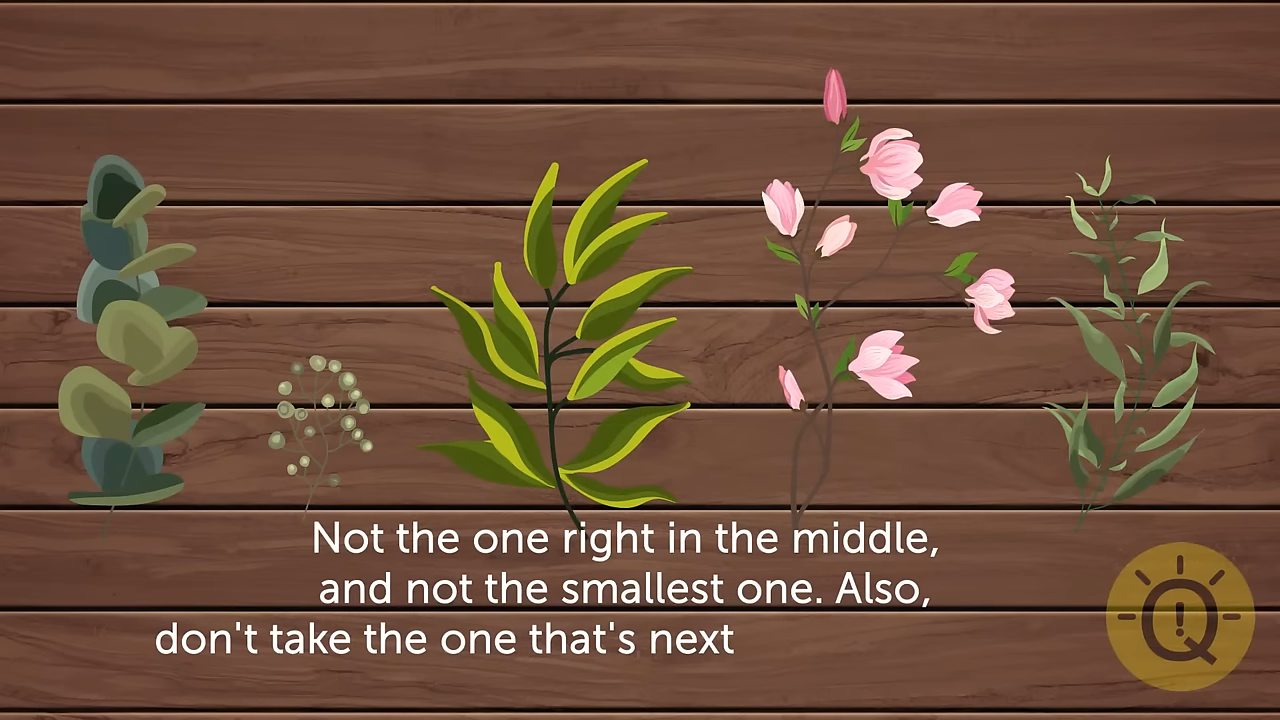 Not the one right in the middle,
and not the smallest one. Also,
don't take the one that's next